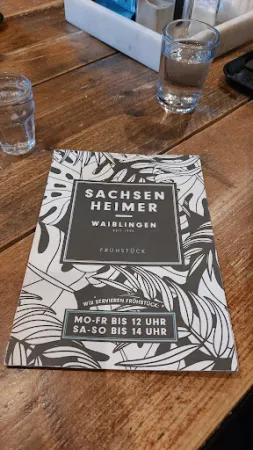 SACHSEN
HEIMER
WAIBLINGEN
FRÜHSTÜCK
WIR SERVIEREN FRÜHSTÜCK:
MO-FR BIS 12 UHR
SA-SO BIS 14 UHR